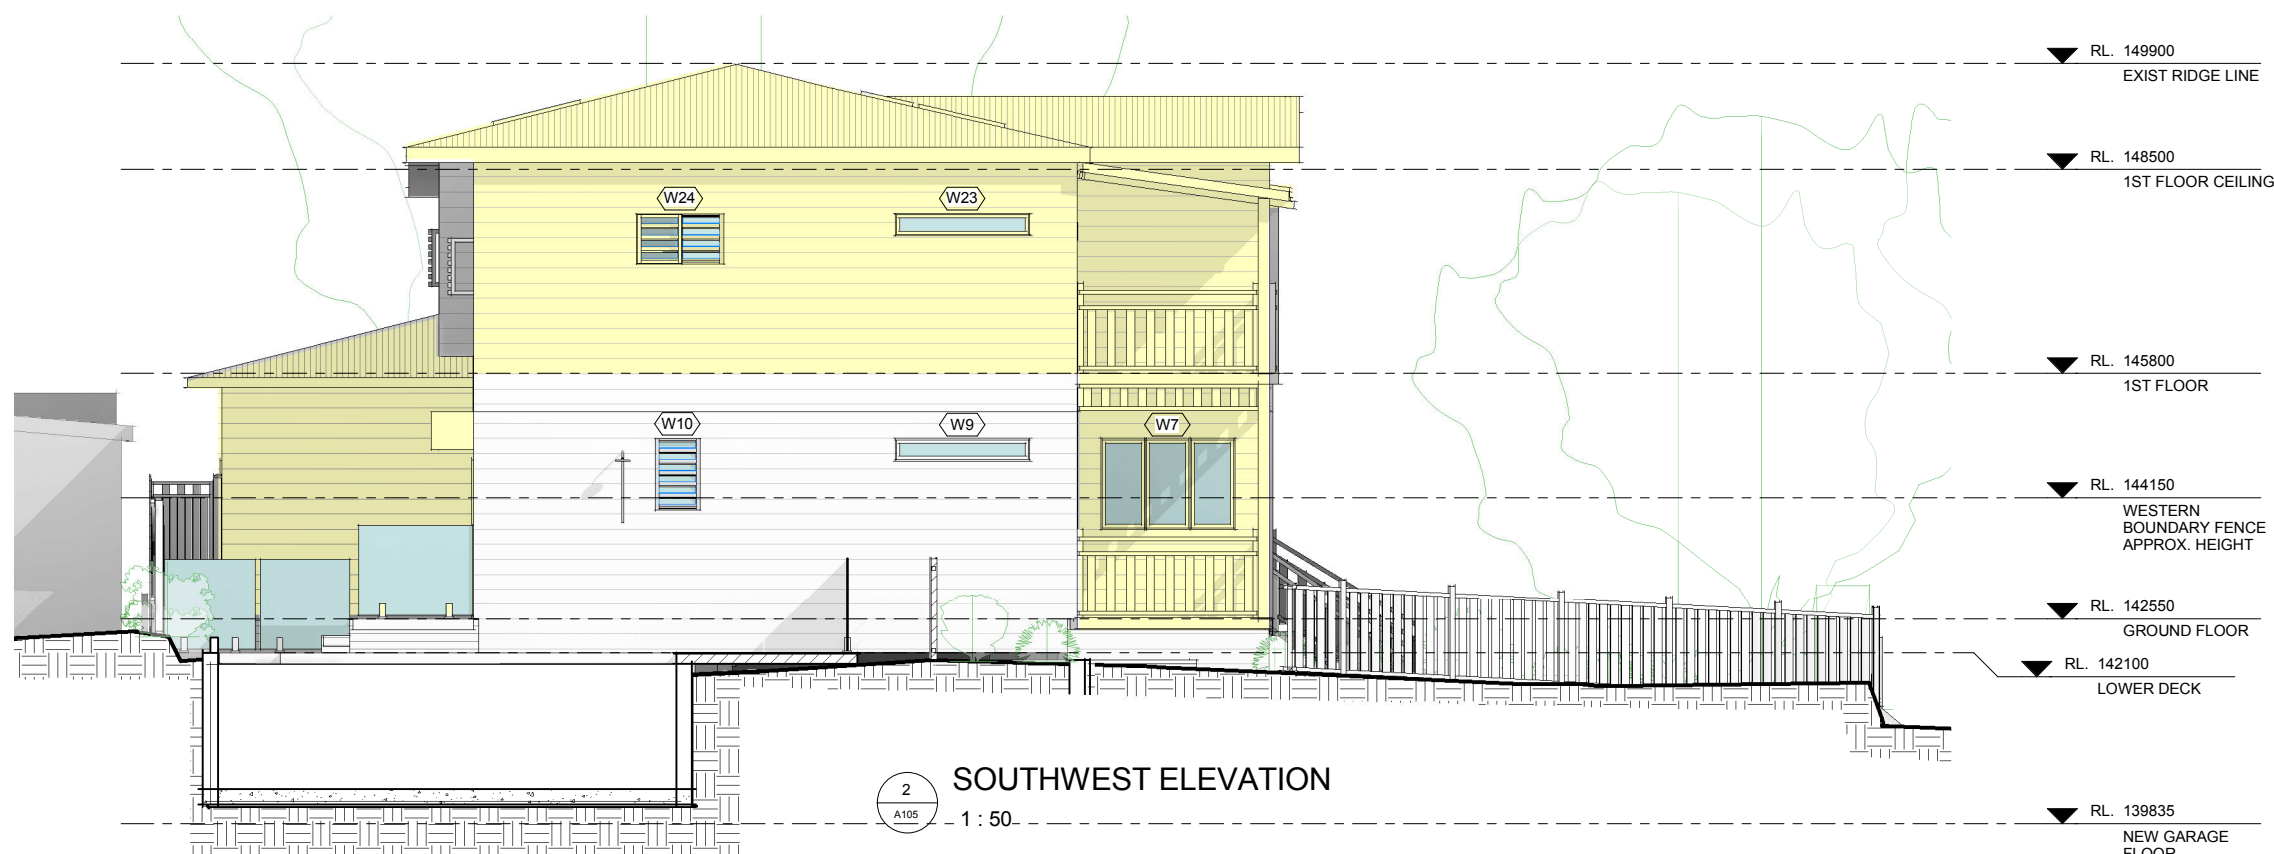 RL. 149900
EXIST RIDGE LINE
RL. 148500
1ST FLOOR CEILING
W24
W23
RL. 145800
1ST FLOOR
W10
W9
W7
RL. 144150
WESTERN
BOUNDARY FENCE
APPROX. HEIGHT
RL. 142550
GROUND FLOOR
RL. 142100
LOWER DECK
2
A105
SOUTHWEST ELEVATION
1 : 50
RL. 139835
NEW GARAGE
FLOOR